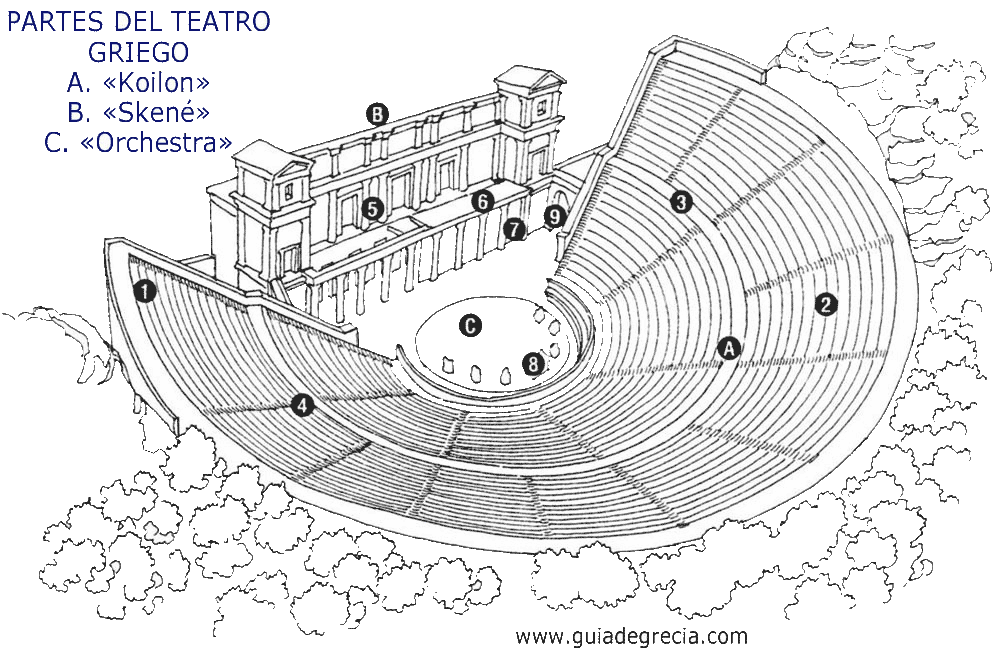 PARTES DEL TEATRO
GRIEGO
A. «Koilon»
B. «Skené»
C. «Orchestra»
B
3
5
6
7
9
1
2
C
A
8
4
www.guiadegrecia.com